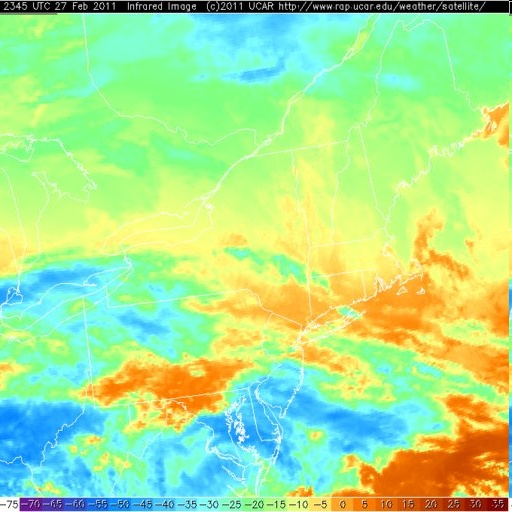 2345 UTC 27 Feb 2011 Infrared Image (c)2011 UCAR http://www.rap.ucar.edu/weather/satellite/
-75 -70 -65 -60 -55 -50 -45 -40 -35 -30 -25 -20 -15 -10 -5 0 5 10 15 20 25 30 35